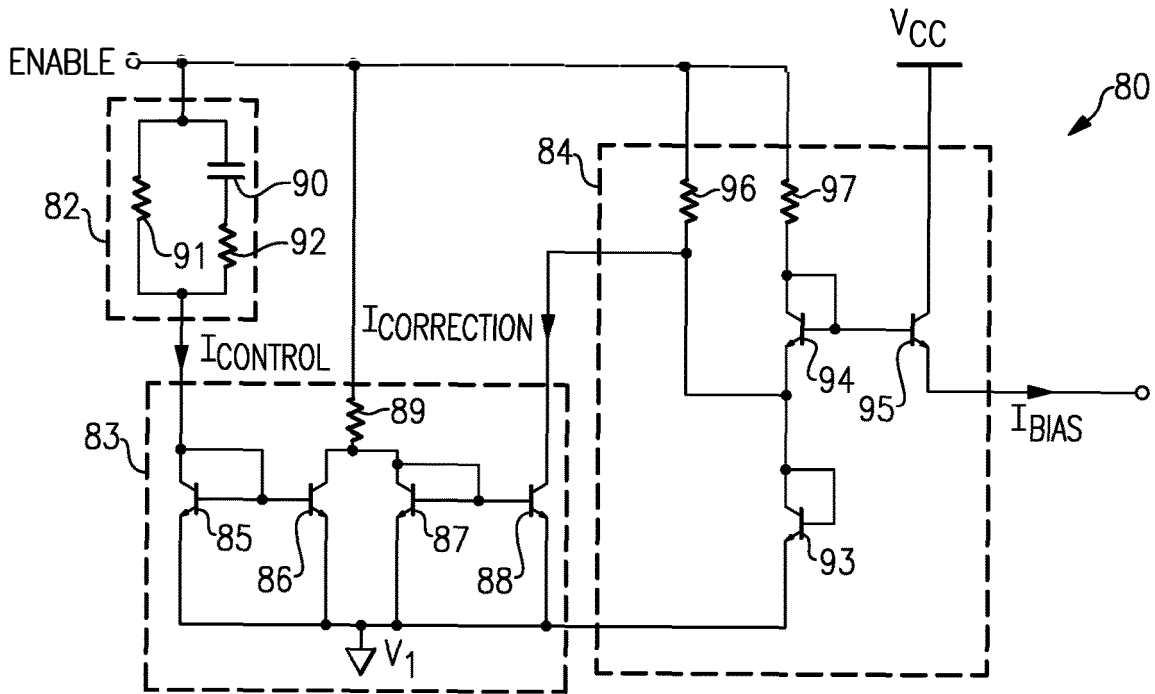 ENABLE
VCC
80
84
96
97
90
82
91
92
ICORRECTION
ICONTROL
94
95
IBIAS
89
83
85
86
87
88
93
V1